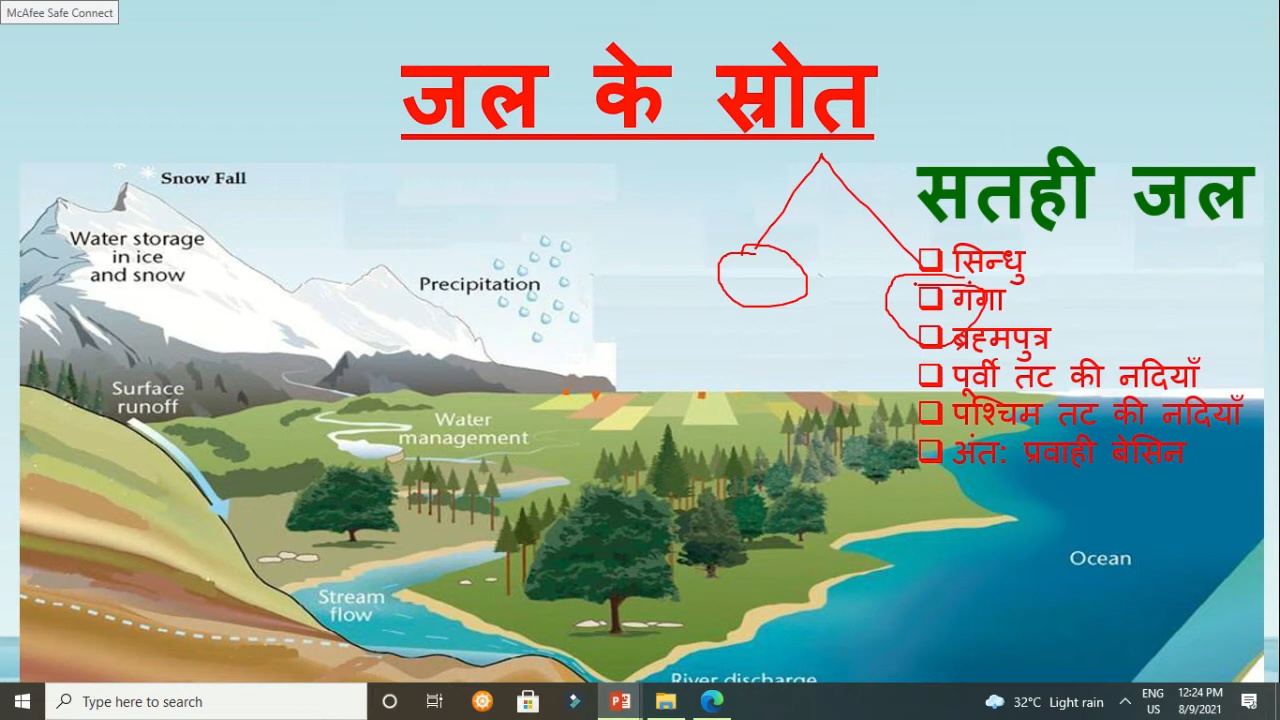 McAfee Safe Connect
जल के स्रोत
सतही जल
Snow Fall
Water storage
in ice
and snow
Precipitation
सिन्धु
गंगा
ब्रह्मपुत्र
पूर्वी तट की नदियाँ
पश्चिम तट की नदियाँ
अंत: प्रवाही बेसिन
Surface
runoff
Water
management
Ocean
Stream
flow
River discharge
Type here to search
32°C Light rain
ENG
US
12:24 PM
8/9/2021